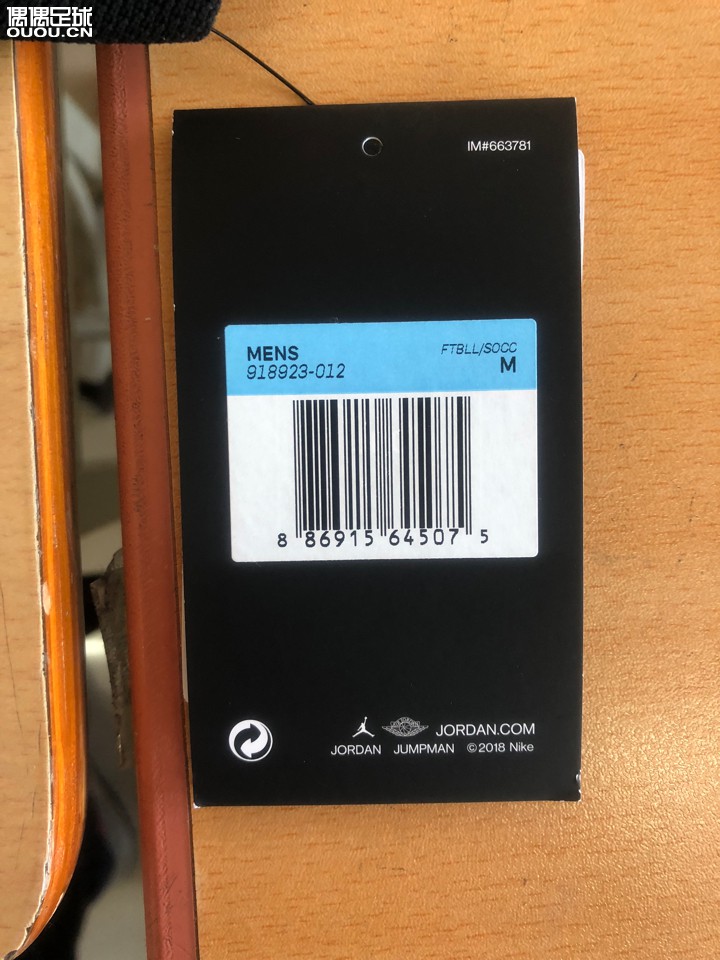 偶偶足球
OUOU.CN
IM#663781
MENS
FTBLL/SOCC
918923-012
M
8 86915 64507 5
JORDAN.COM
JORDAN JUMPMAN ©2018 Nike